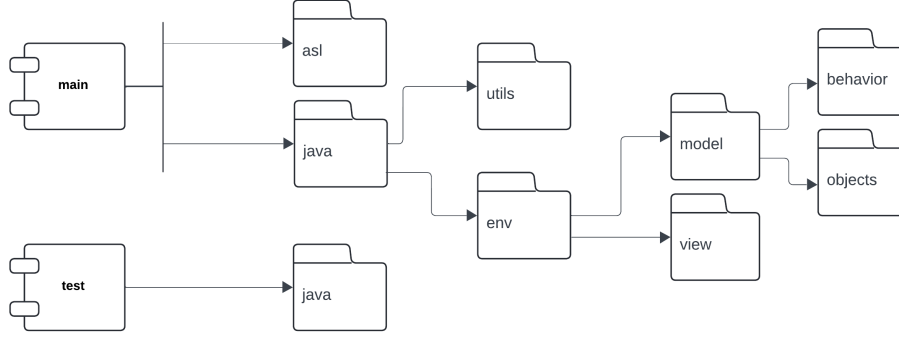 asl
main
utils
behavior
java
model
objects
env
view
test
java